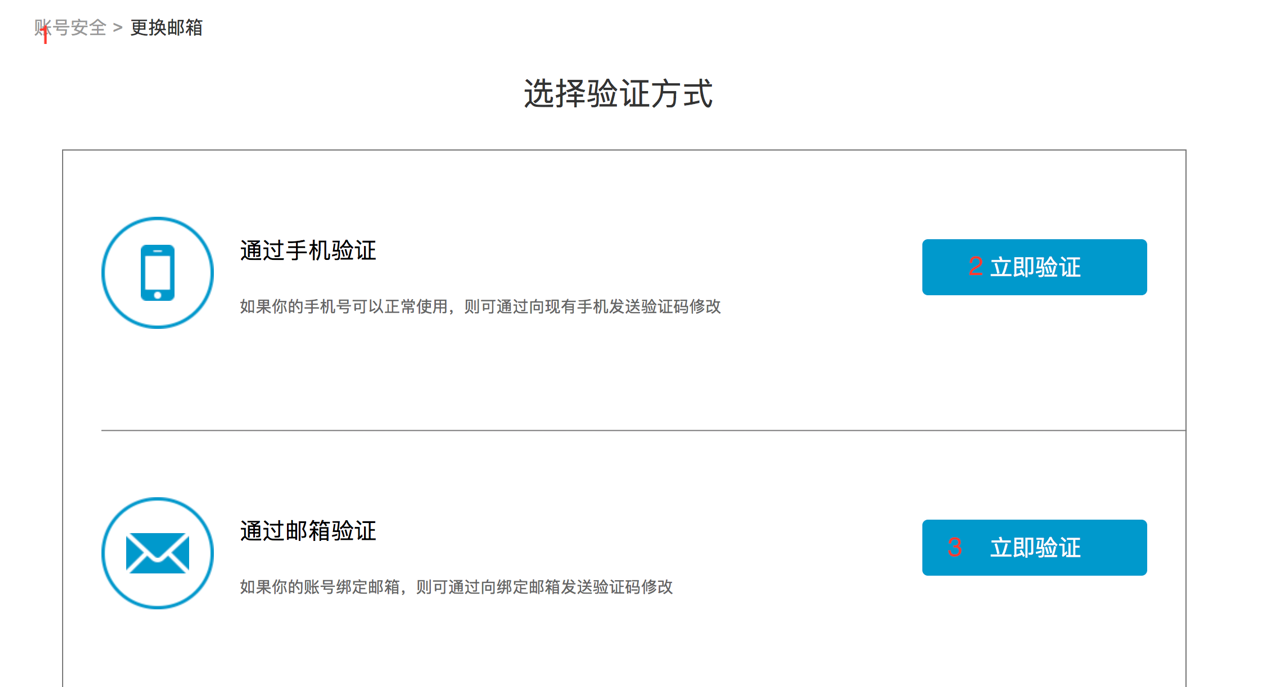 账号安全 > 更换邮箱
1
选择验证方式
通过手机验证
2 立即验证
如果你的手机号可以正常使用，则可通过向现有手机发送验证码修改
通过邮箱验证
3 立即验证
如果你的账号绑定邮箱，则可通过向绑定邮箱发送验证码修改